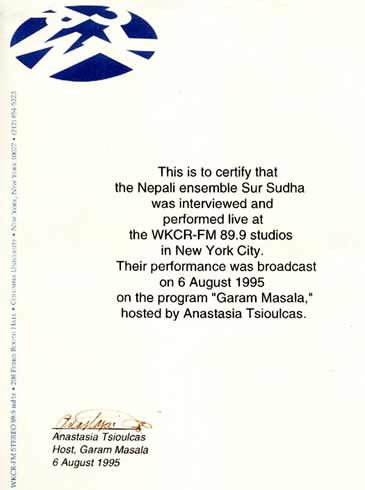 This is to certify that
the Nepali ensemble Sur Sudha
was interviewed and
performed live at
the WKCR-FM 89.9 studios
in New York City.
Their performance was broadcast
on 6 August 1995
on the program "Garam Masala,"
hosted by Anastasia Tsioulcas.
Anastasia Tsioulcas
Host, Garam Masala
6 August 1995
WKCR-FM STEREO 89.9 mHz • 208 Ferris Booth Hall • Columbia University • New York, New York 10027 • (212) 854-5223